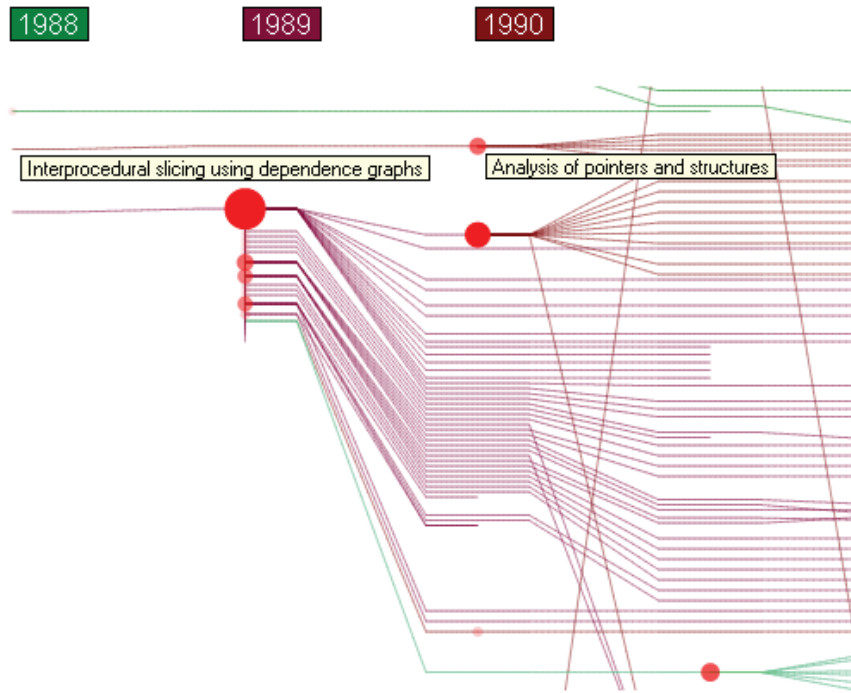 1988
1989
1990
Interprocedural slicing using dependence graphs
Analysis of pointers and structures